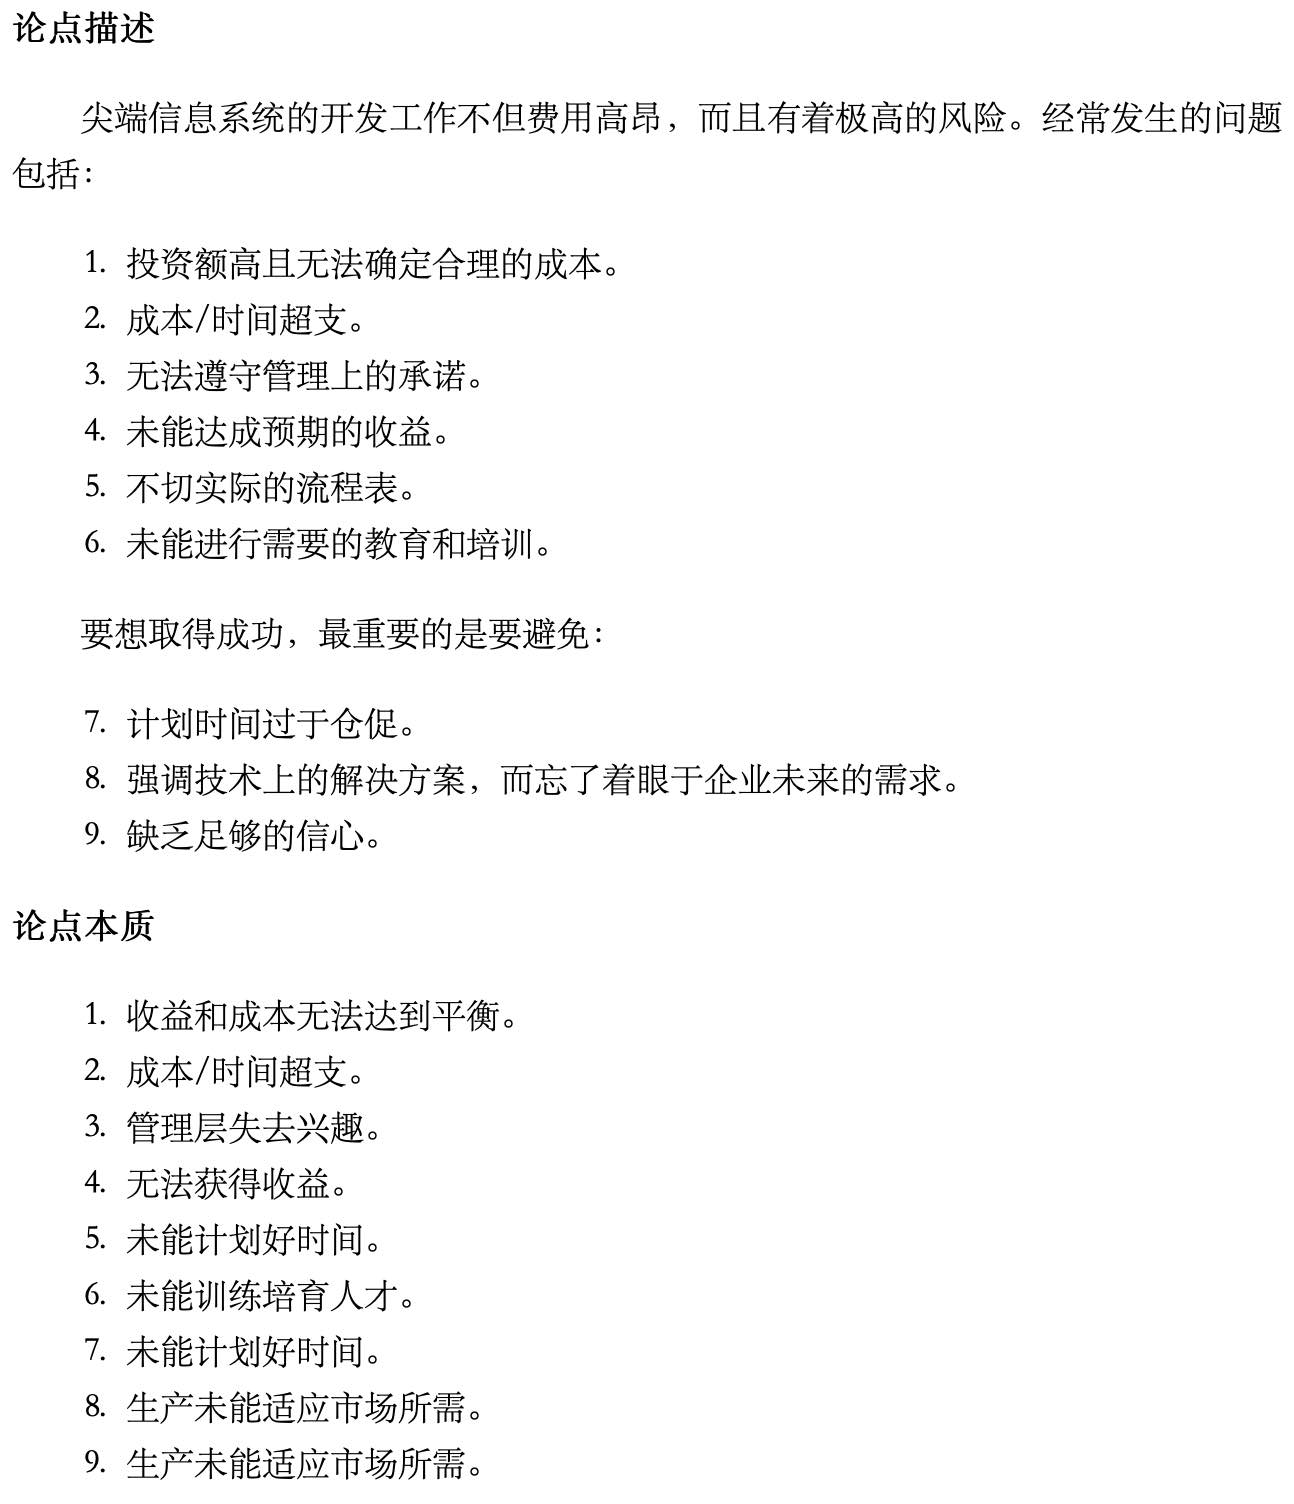 论点描述
尖端信息系统的开发工作不但费用高昂，而且有着极高的风险。经常发生的问题
包括：
1. 投资额高且无法确定合理的成本。
2. 成本/时间超支。
3. 无法遵守管理上的承诺。
4. 未能达成预期的收益。
5. 不切实际的流程表。
6. 未能进行需要的教育和培训。
要想取得成功，最重要的是要避免：
7. 计划时间过于仓促。
8. 强调技术上的解决方案，而忘了着眼于企业未来的需求。
9. 缺乏足够的信心。
论点本质
1. 收益和成本无法达到平衡。
2. 成本/时间超支。
3. 管理层失去兴趣。
4. 无法获得收益。
5. 未能计划好时间。
6. 未能训练培育人才。
7. 未能计划好时间。
8. 生产未能适应市场所需。
9. 生产未能适应市场所需。